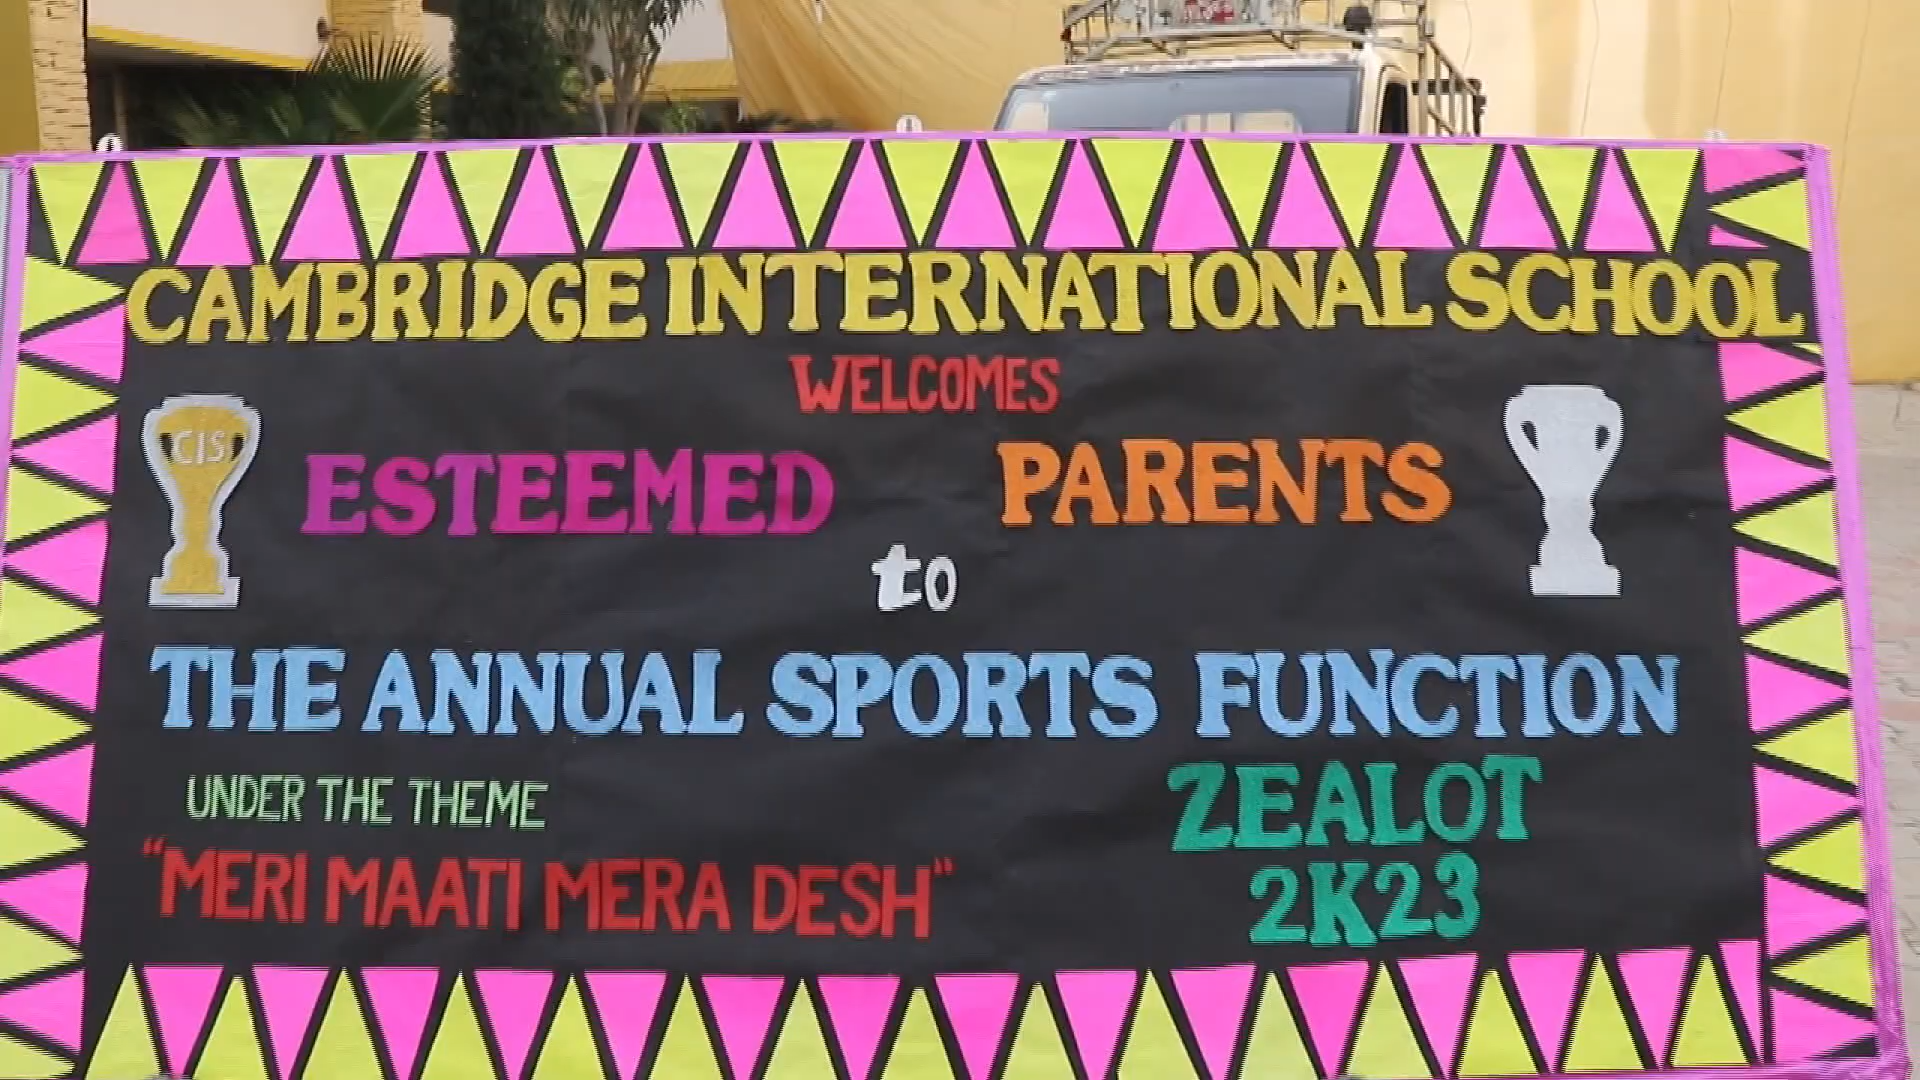 CAMBRIDGE INTERNATIONAL SCHOOL
WELCOMES
CIS
ESTEEMED PARENTS
to
THE ANNUAL SPORTS FUNCTION
UNDER THE THEME
"MERI MAATI MERA DESH"
ZEALOT
2K23